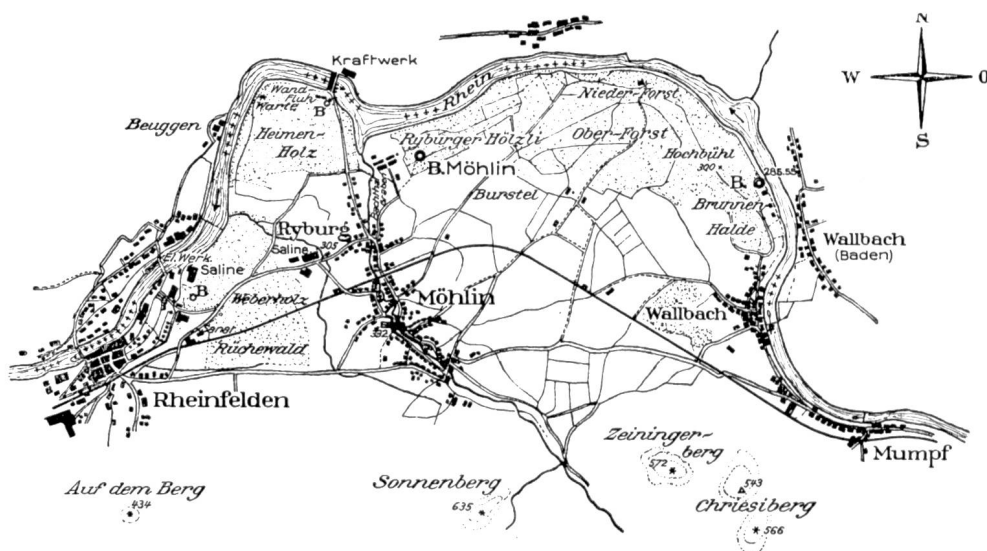 N
W O
S
Kraftwerk
Rhein
Wand-
Fluh
Warte
B
Nieder-Forst
Beuggen
Heimen-
Holz
Ryburger-Hölzli
Ober-Forst
B. Möhlin
Hochbühl
300
B.
285.55
Burstel
Brunnen-
Halde
Ryburg
Saline
305
Wallbach
(Baden)
El. Werk
Saline
B
Möhlin
Weberholz
Wallbach
Rüchewald
Rheinfelden
Mumpf
Zeininger-
berg
572
543
Auf dem Berg
434
Sonnenberg
635
Chriesiberg
566